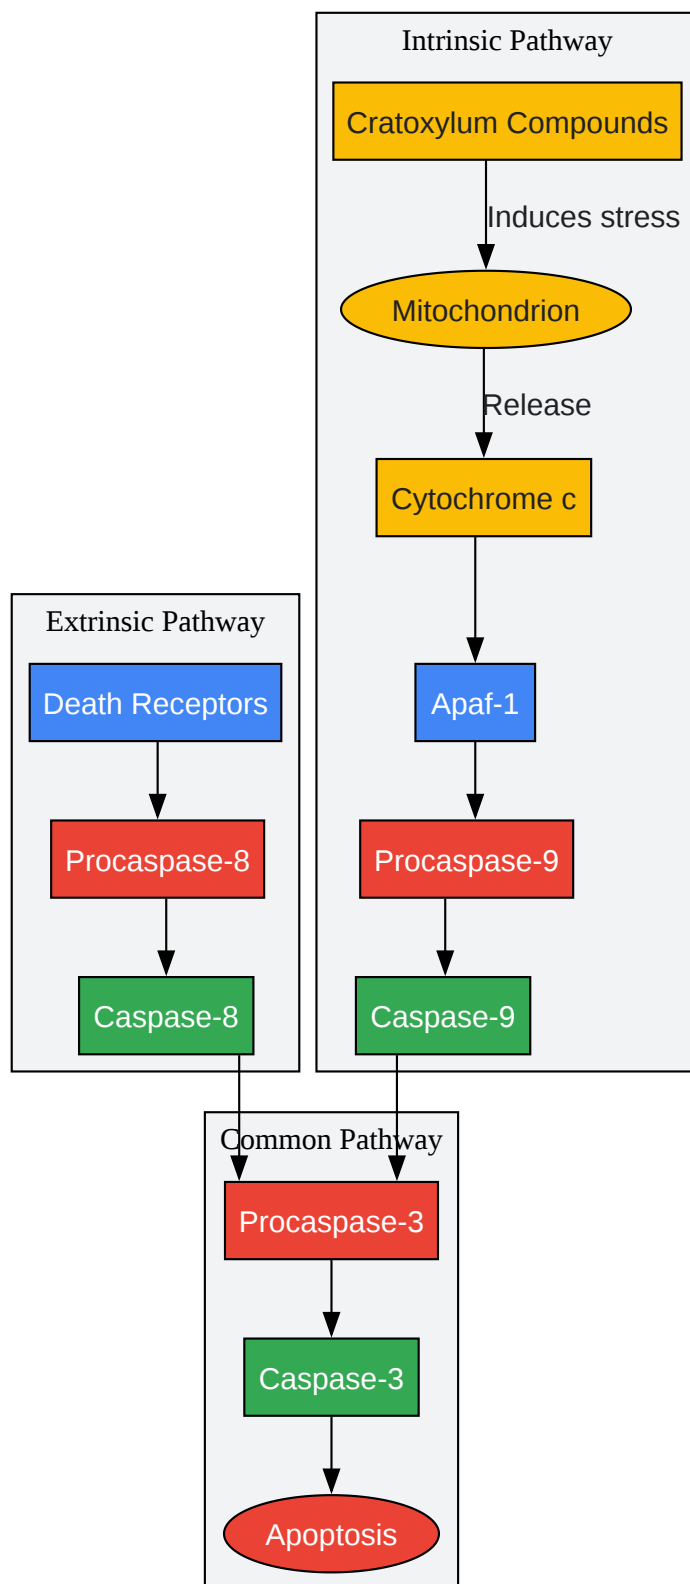 Intrinsic Pathway
Cratoxylum Compounds
Induces stress
Mitochondrion
Release
Cytochrome c
Extrinsic Pathway
Death Receptors
Apaf-1
Procaspase-8
Procaspase-9
Caspase-8
Caspase-9
Common Pathway
Procaspase-3
Caspase-3
Apoptosis